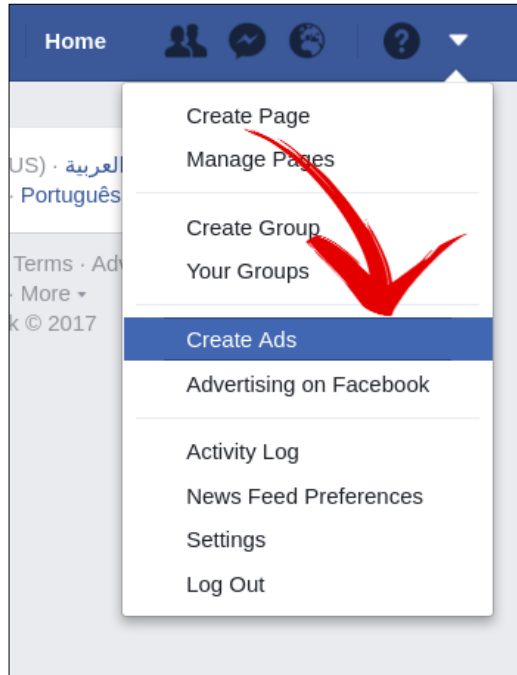 Home
?
Create Page
Manage Pages
US) · العربية
· Português
Create Group
Your Groups
Terms ·
· More
© 2017
Create Ads
Advertising on Facebook
Activity Log
News Feed Preferences
Settings
Log Out